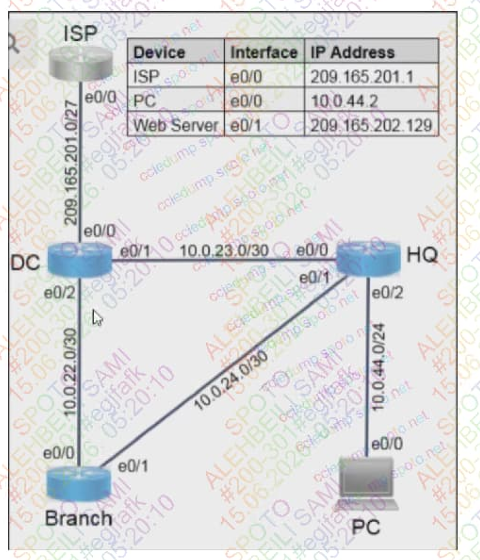 ISP
Device Interface IP Address
ISP e0/0 209.165.201.1
PC e0/0 10.0.44.2
Web Server e0/1 209.165.202.129
e0/0
209.165.201.0/27
e0/0
DC
e0/1
10.0.23.0/30
e0/0
HQ
e0/1
e0/2
e0/2
10.0.22.0/30
10.0.24.0/30
10.0.44.0/24
e0/0
e0/1
e0/0
Branch
PC
SPOTO
SAMI